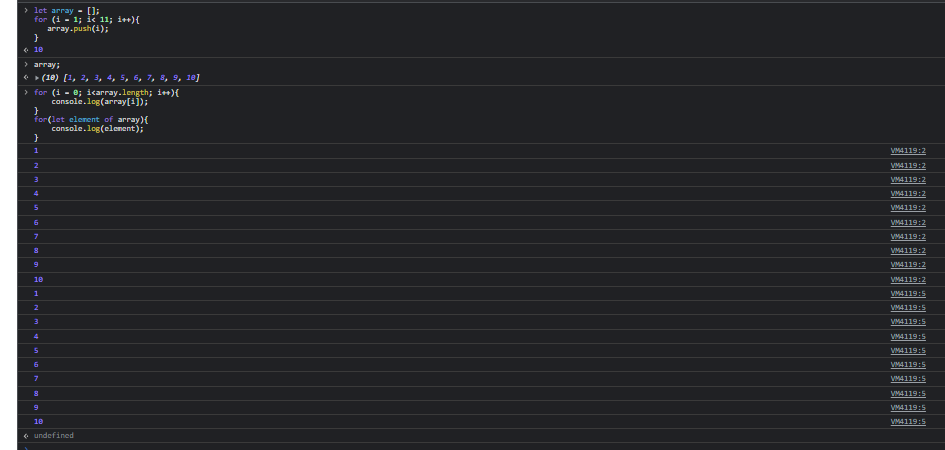 > let array = [];
for (i = 1; i< 11; i++){
array.push(i);
}
10
> array;
(10) [1, 2, 3, 4, 5, 6, 7, 8, 9, 10]
> for (i = 0; i<array.length; i++){
console.log(array[i]);
}
for(let element of array){
console.log(element);
}
1 VM4119:2
2 VM4119:2
3 VM4119:2
4 VM4119:2
5 VM4119:2
6 VM4119:2
7 VM4119:2
8 VM4119:2
9 VM4119:2
10 VM4119:2
1 VM4119:5
2 VM4119:5
3 VM4119:5
4 VM4119:5
5 VM4119:5
6 VM4119:5
7 VM4119:5
8 VM4119:5
9 VM4119:5
10 VM4119:5
undefined